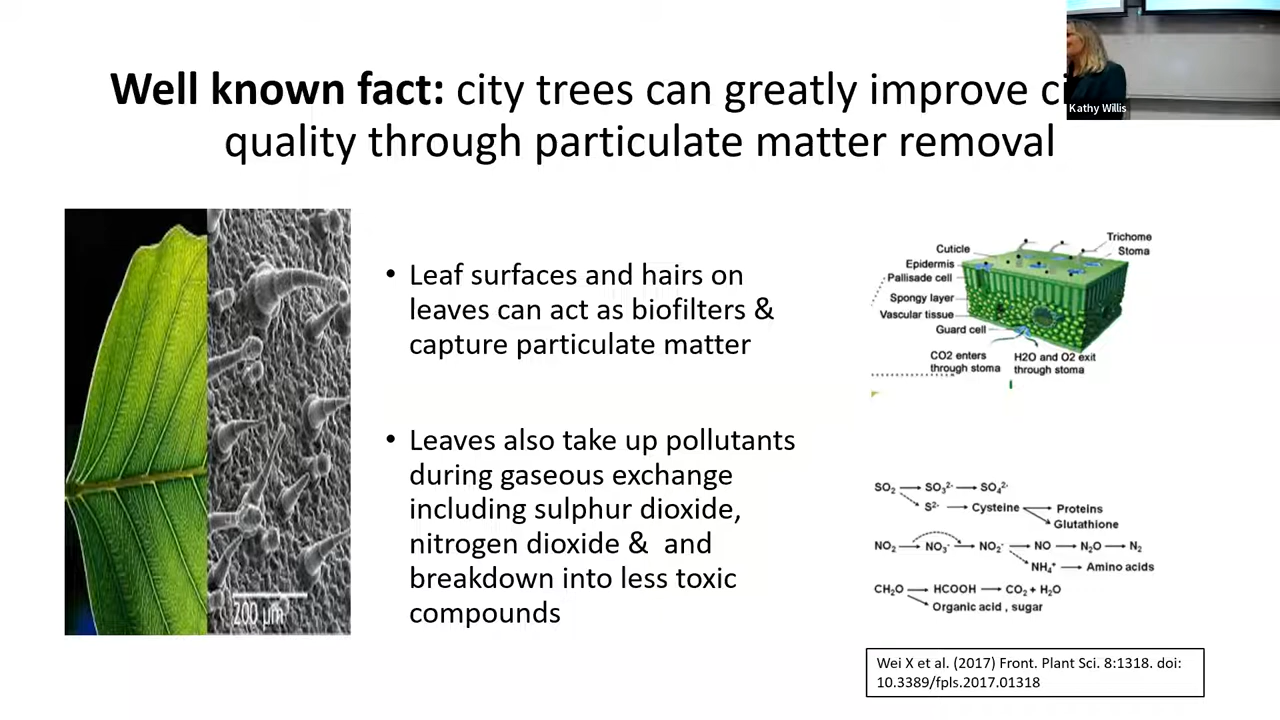 Well known fact: city trees can greatly improve
quality through particulate matter removal
Kathy Willis
• Leaf surfaces and hairs on
leaves can act as biofilters &
capture particulate matter
• Leaves also take up pollutants
during gaseous exchange
including sulphur dioxide,
nitrogen dioxide & and
breakdown into less toxic
compounds
200 µm
Trichome
Cuticle
Stoma
Epidermis
Pallisade cell
Spongy layer
Vascular tissue
Guard cell
CO2 enters
through stoma
H2O and O2 exit
through stoma
SO₂ → SO₃²⁻ → SO₄²⁻
S²⁻ → Cysteine → Proteins
Glutathione
NO₂ → NO₃⁻ → NO₂⁻ → NO → N₂O → N₂
NH₄⁺ → Amino acids
CH₂O → HCOOH → CO₂ + H₂O
Organic acid , sugar
Wei X et al. (2017) Front. Plant Sci. 8:1318. doi:
10.3389/fpls.2017.01318